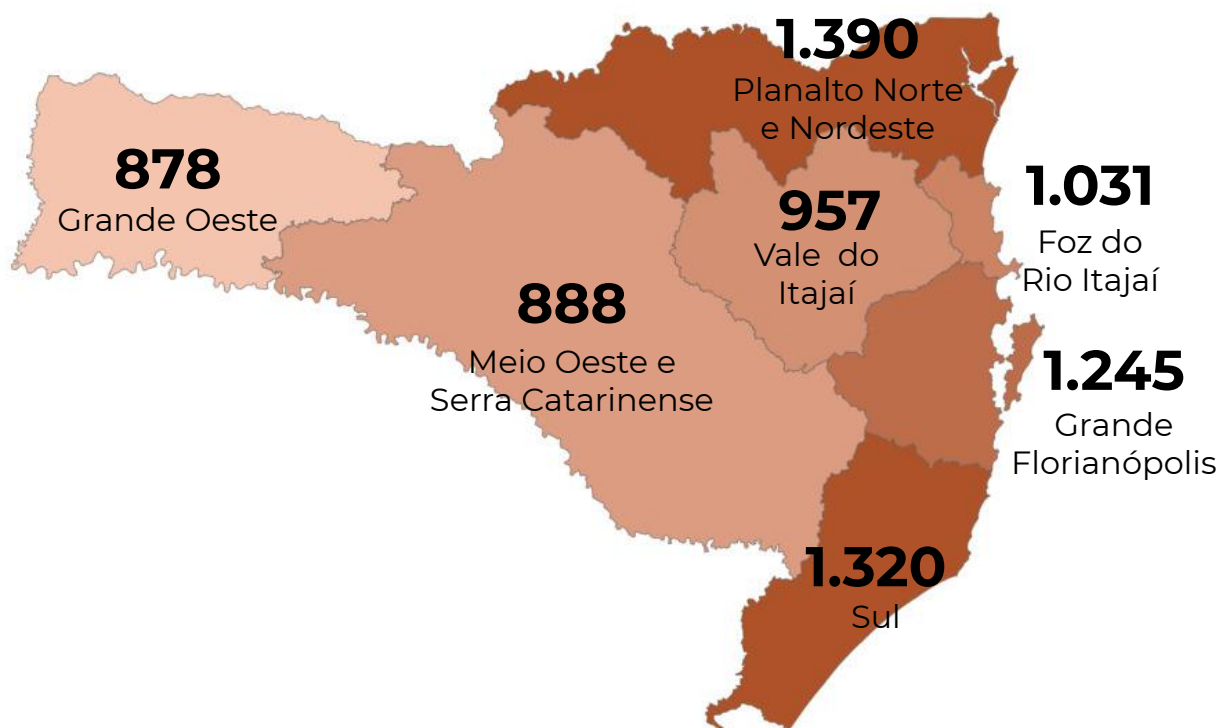 1.390
Planalto Norte
e Nordeste
878
Grande Oeste
957
Vale do
Itajaí
1.031
Foz do
Rio Itajaí
888
Meio Oeste e
Serra Catarinense
1.245
Grande
Florianópolis
1.320
Sul